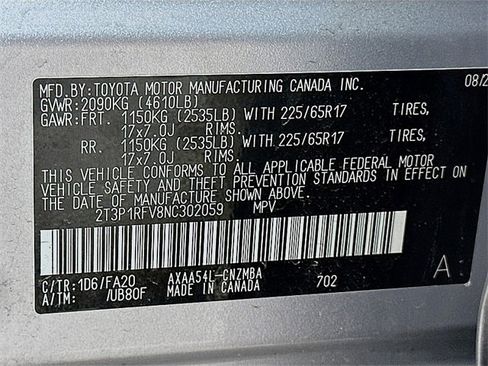 MFD.BY:TOYOTA MOTOR MANUFACTURING CANADA INC. 08/2
GVWR:2090KG (4610LB)
GAWR:FRT. 1150KG (2535LB) WITH 225/65R17 TIRES,
17x7.0J RIMS.
RR. 1150KG (2535LB) WITH 225/65R17 TIRES,
17x7.0J RIMS.
THIS VEHICLE CONFORMS TO ALL APPLICABLE FEDERAL MOTOR
VEHICLE SAFETY AND THEFT PREVENTION STANDARDS IN EFFECT ON
THE DATE OF MANUFACTURE SHOWN ABOVE.
2T3P1RFV8NC302059 MPV
C/TR:1D6/FA20 AXAA54L-CNZMBA A
A/TM: /UB80F MADE IN CANADA 702